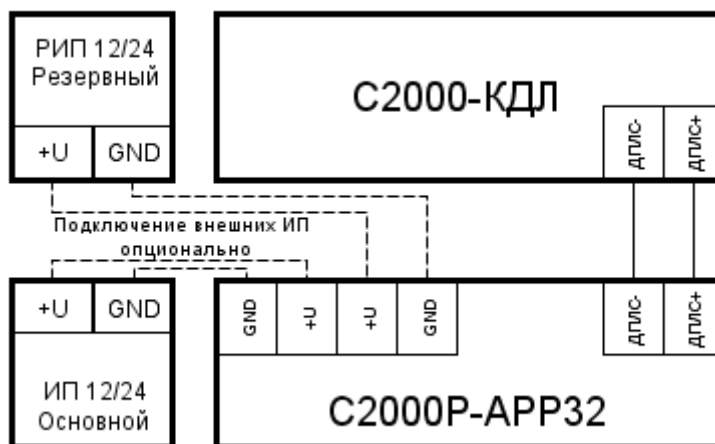 РИП 12/24
Резервный
+U GND
С2000-КДЛ
ДПЛС- ДПЛС+
Подключение внешних ИП
опционально
+U GND
ИП 12/24
Основной
GND +U +U GND
ДПЛС- ДПЛС+
С2000Р-АРР32